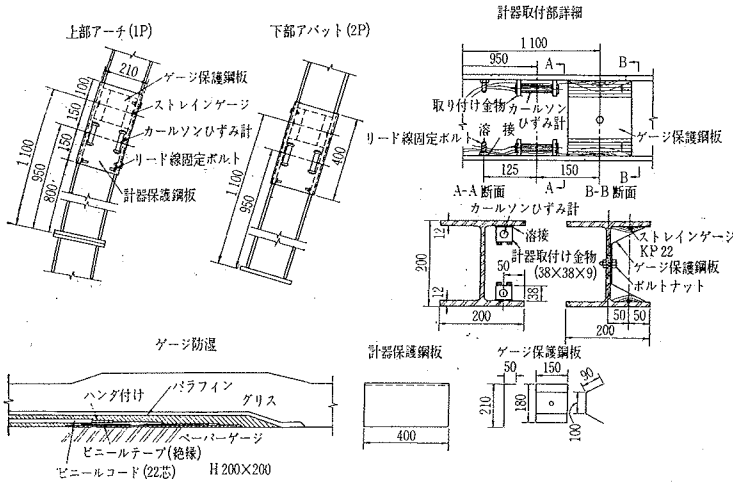 上部アーチ(1P)
210
ゲージ保護鋼板
ストレインゲージ
カールソンひずみ計
リード線固定ボルト
計器保護鋼板
100
150
150
1100
950
800
下部アバット(2P)
400
1100
950
計器取付部詳細
1100
950
A
B
取り付け金物
カールソン
ひずみ計
リード線固定ボルト
溶接
ゲージ保護鋼板
A
B
125
150
A-A断面
B-B断面
カールソンひずみ計
溶接
計器取付け金物
(38×38×9)
12
200
12
50
38
200
ストレインゲージ
KP22
ゲージ保護鋼板
ボルトナット
50
50
200
ゲージ防湿
ハンダ付け
パラフィン
グリス
ペーパーゲージ
ビニールテープ(絶縁)
ビニールコード(22芯)
H200×200
計器保護鋼板
400
ゲージ保護鋼板
50
150
210
180
90
100